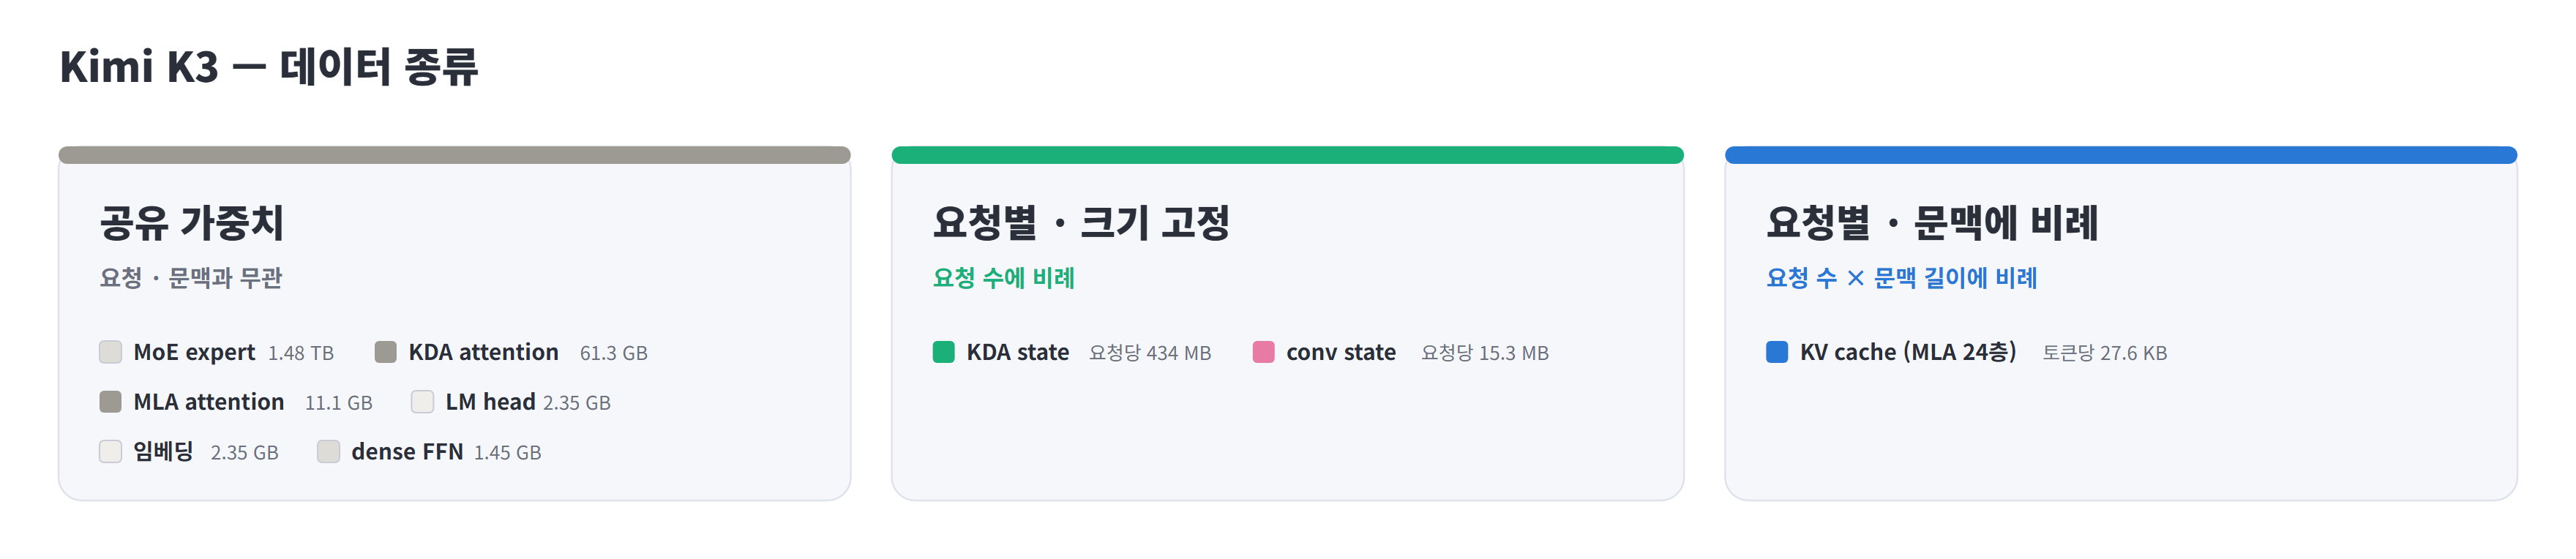 Kimi K3 — 데이터 종류
공유 가중치
요청 · 문맥과 무관
MoE expert 1.48 TB KDA attention 61.3 GB
MLA attention 11.1 GB LM head 2.35 GB
임베딩 2.35 GB dense FFN 1.45 GB
요청별 · 크기 고정
요청 수에 비례
KDA state 요청당 434 MB conv state 요청당 15.3 MB
요청별 · 문맥에 비례
요청 수 × 문맥 길이에 비례
KV cache (MLA 24층) 토큰당 27.6 KB